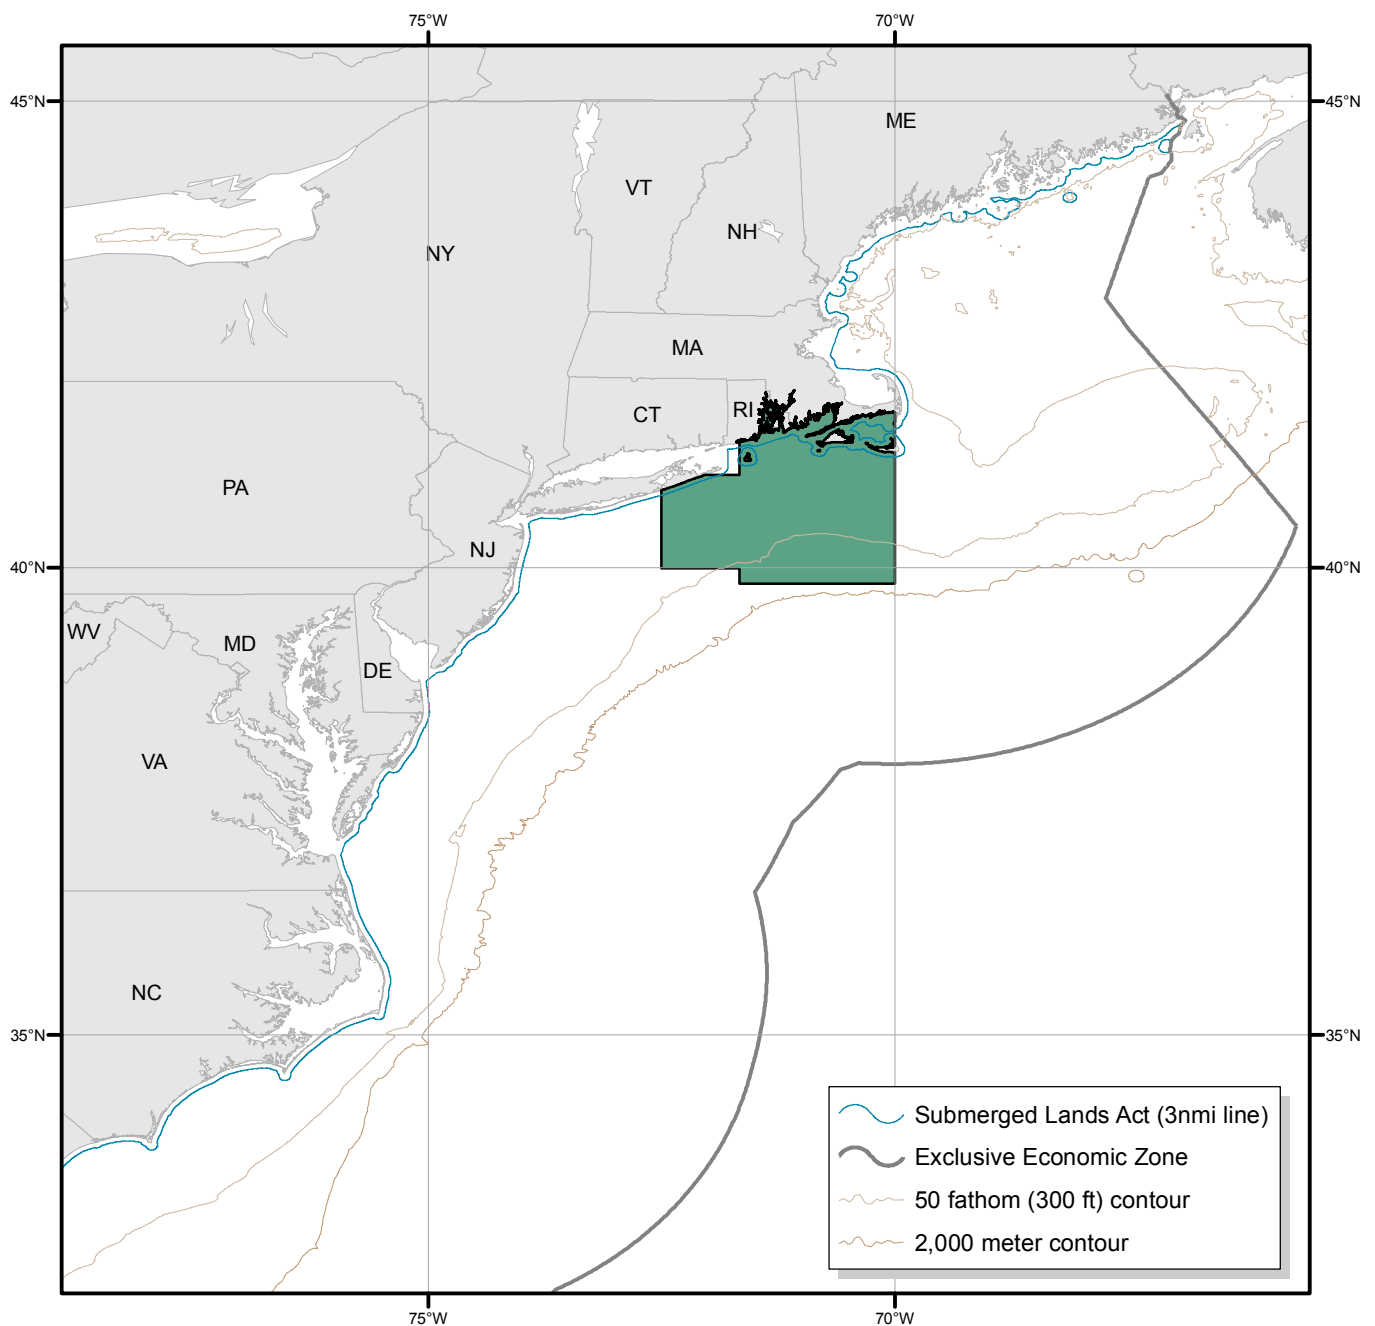 75°W 70°W
45°N 45°N
ME
VT
NH
NY
MA
RI
CT
PA
NJ
40°N 40°N
WV
MD
DE
VA
NC
35°N 35°N
Submerged Lands Act (3nmi line)
Exclusive Economic Zone
50 fathom (300 ft) contour
2,000 meter contour
75°W 70°W